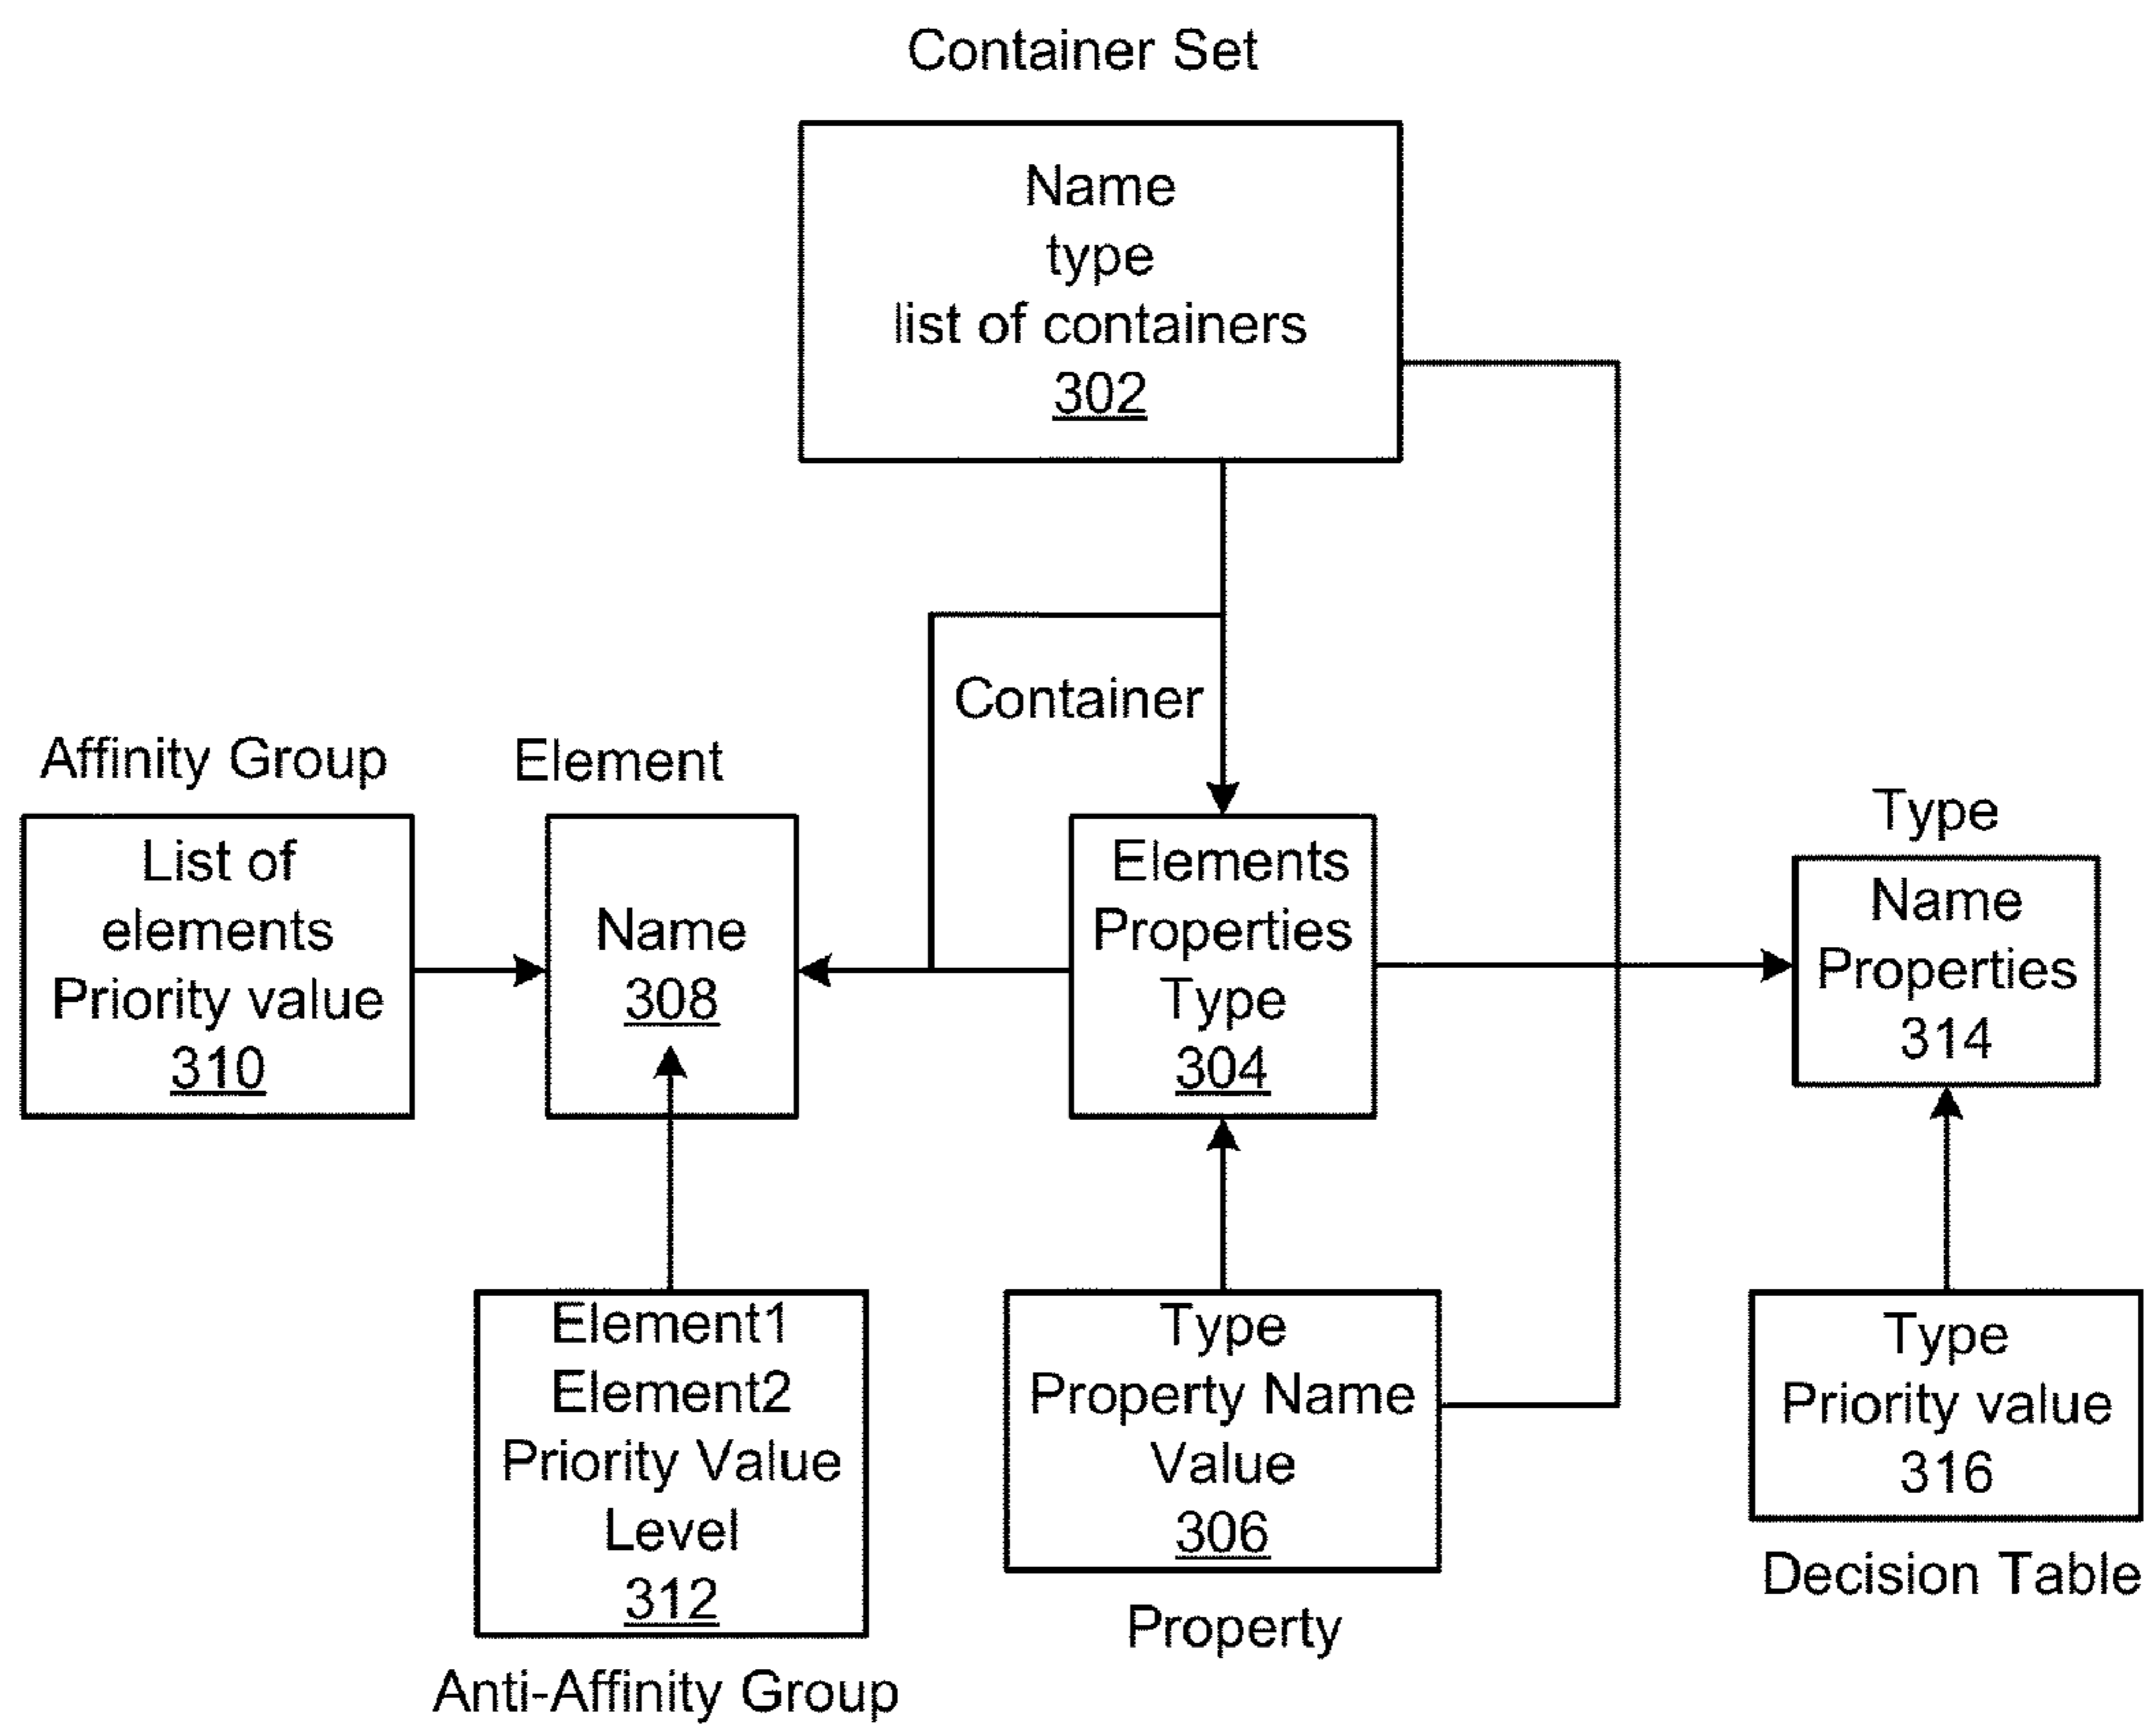 Container Set
Name
type
list of containers
302
Container
Affinity Group
List of
elements
Priority value
310
Element
Name
308
Elements
Properties
Type
304
Type
Name
Properties
314
Element1
Element2
Priority Value
Level
312
Anti-Affinity Group
Type
Property Name
Value
306
Property
Type
Priority value
316
Decision Table